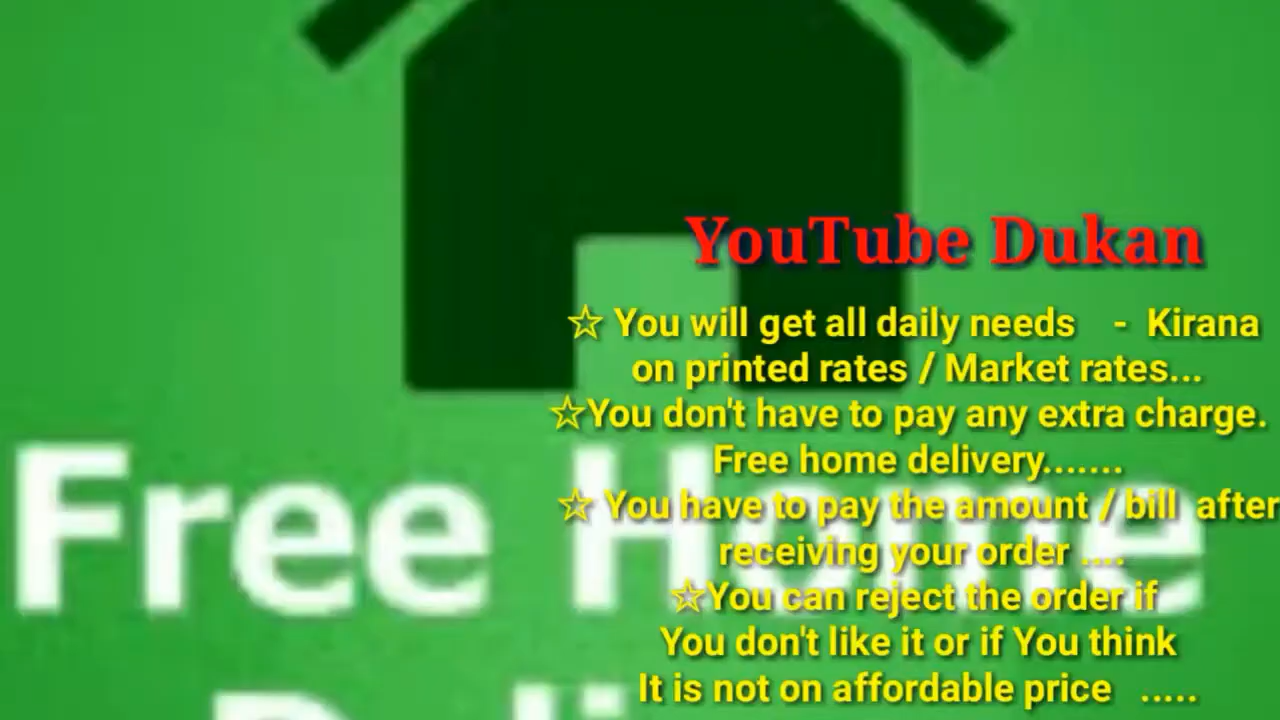 YouTube Dukan
☆ You will get all daily needs - Kirana
on printed rates / Market rates...
☆You don't have to pay any extra charge.
Free home delivery.......
☆ You have to pay the amount / bill after
receiving your order ....
☆You can reject the order if
You don't like it or if You think
It is not on affordable price .....
Free Home